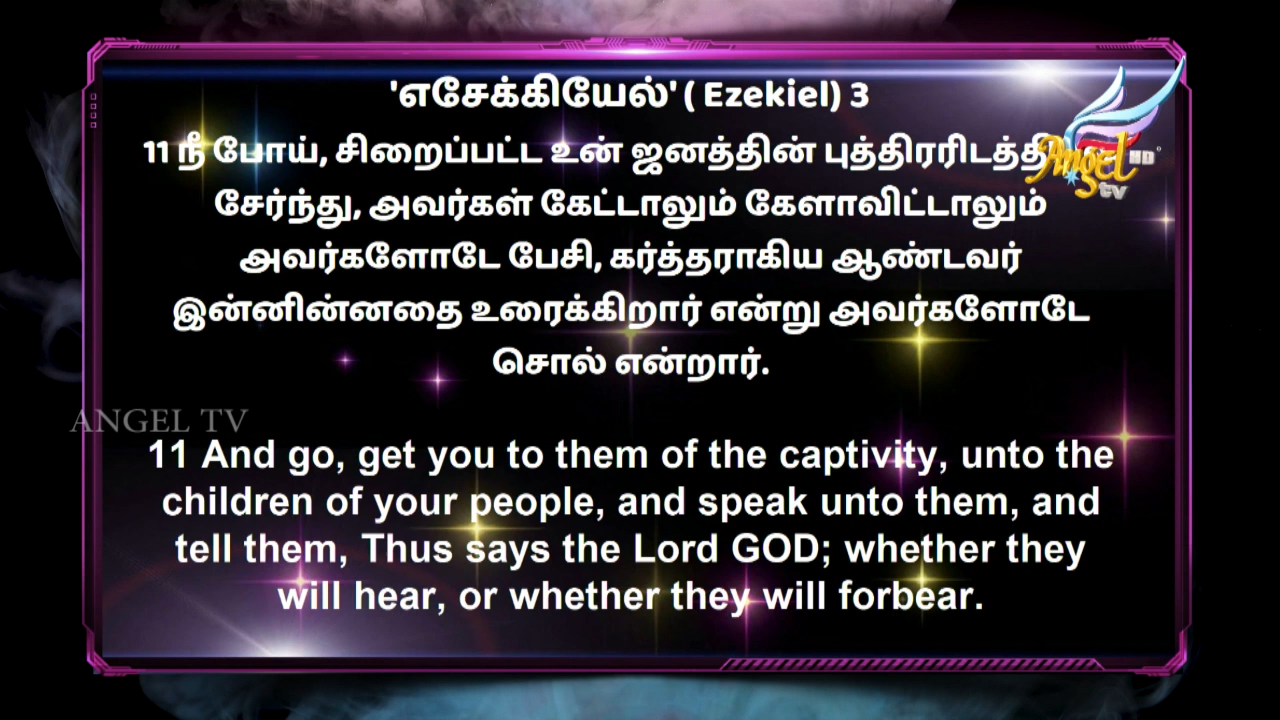 'எசேக்கியேல்' ( Ezekiel) 3
11 நீ போய், சிறைப்பட்ட உன் ஜனத்தின்
சேர்ந்து, அவர்கள் கேட்டாலும் கேளாவிட்டாலும்
அவர்களோடே பேசி, கர்த்தராகிய ஆண்டவர்
இன்னின்னதை உரைக்கிறார் என்று அவர்களோடே
சொல் என்றார்.
Angel HD
tv
ANGEL TV
11 And go, get you to them of the captivity, unto the
children of your people, and speak unto them, and
tell them, Thus says the Lord GOD; whether they
will hear, or whether they will forbear.